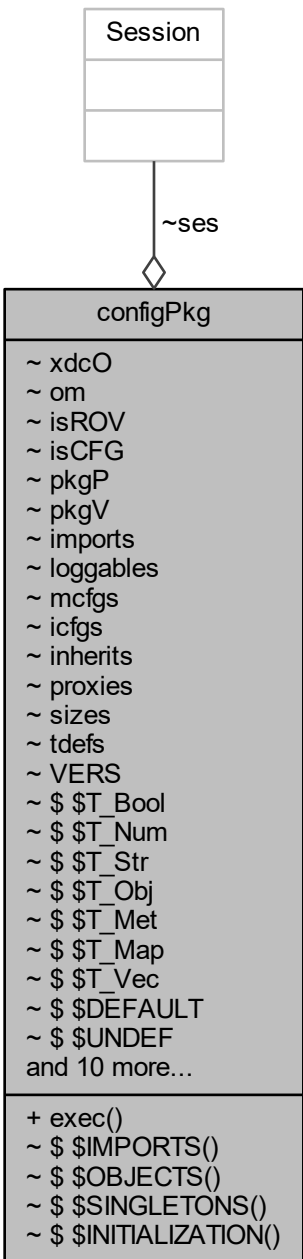 Session
~ses
configPkg
~ xdcO
~ om
~ isROV
~ isCFG
~ pkgP
~ pkgV
~ imports
~ loggables
~ mcfgs
~ icfgs
~ inherits
~ proxies
~ sizes
~ tdefs
~ VERS
~ $ $T_Bool
~ $ $T_Num
~ $ $T_Str
~ $ $T_Obj
~ $ $T_Met
~ $ $T_Map
~ $ $T_Vec
~ $ $DEFAULT
~ $ $UNDEF
and 10 more...
+ exec()
~ $ $IMPORTS()
~ $ $OBJECTS()
~ $ $SINGLETONS()
~ $ $INITIALIZATION()